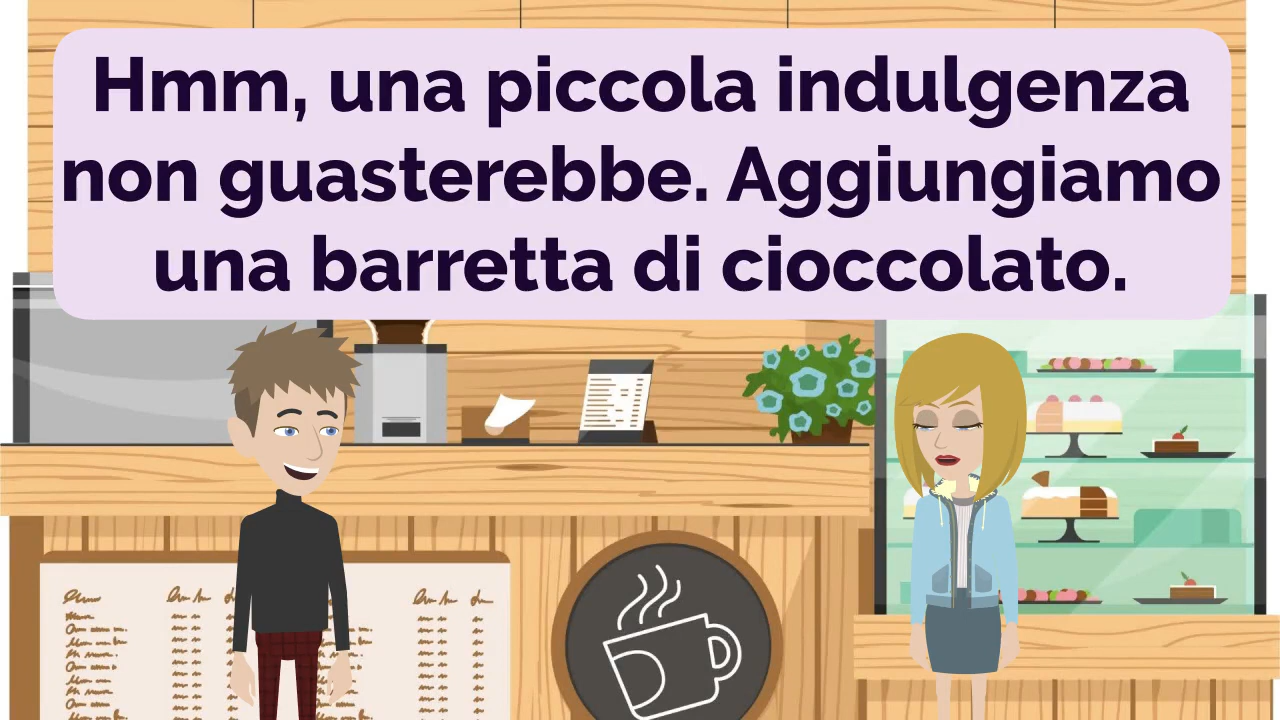 Hmm, una piccola indulgenza
non guasterebbe. Aggiungiamo
una barretta di cioccolato.